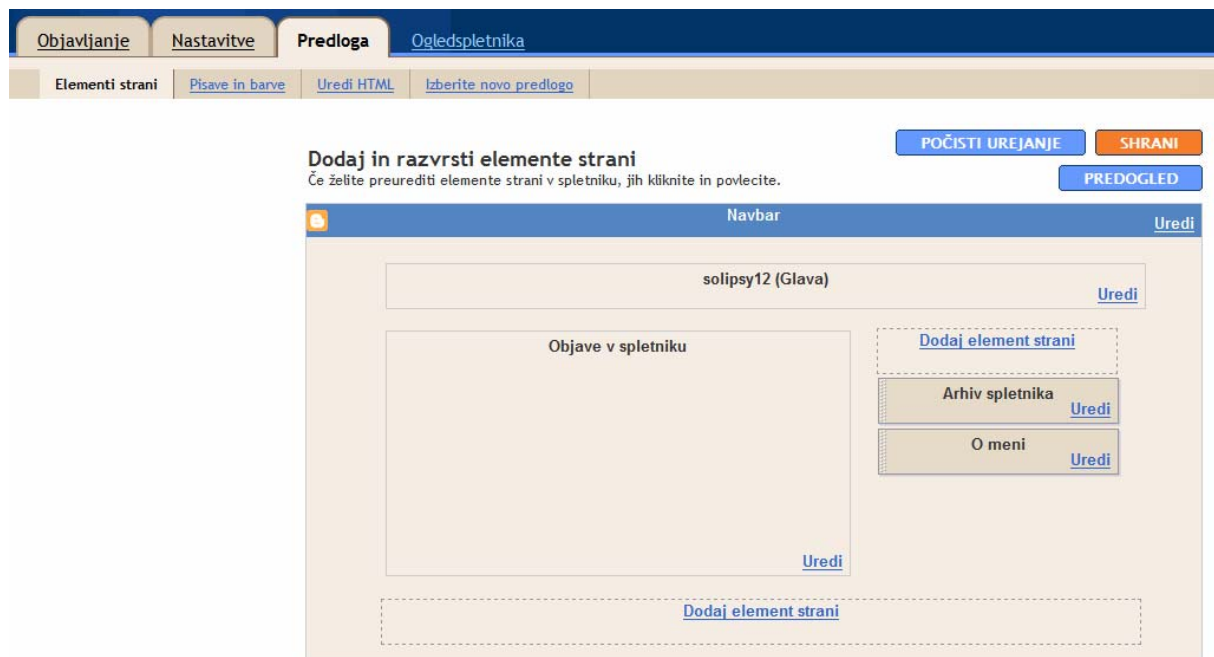 Objavljanje Nastavitve Predloga Ogledspletnika
Elementi strani Pisave in barve Uredi HTML Izberite novo predlogo
POČISTI UREJANJE SHRANI
Dodaj in razvrsti elemente strani
Če želite preurediti elemente strani v spletniku, jih kliknite in povlecite.
PREDOGLED
Navbar
Uredi
solipsy12 (Glava)
Uredi
Objave v spletniku
Uredi
Dodaj element strani
Arhiv spletnika
Uredi
O meni
Uredi
Dodaj element strani